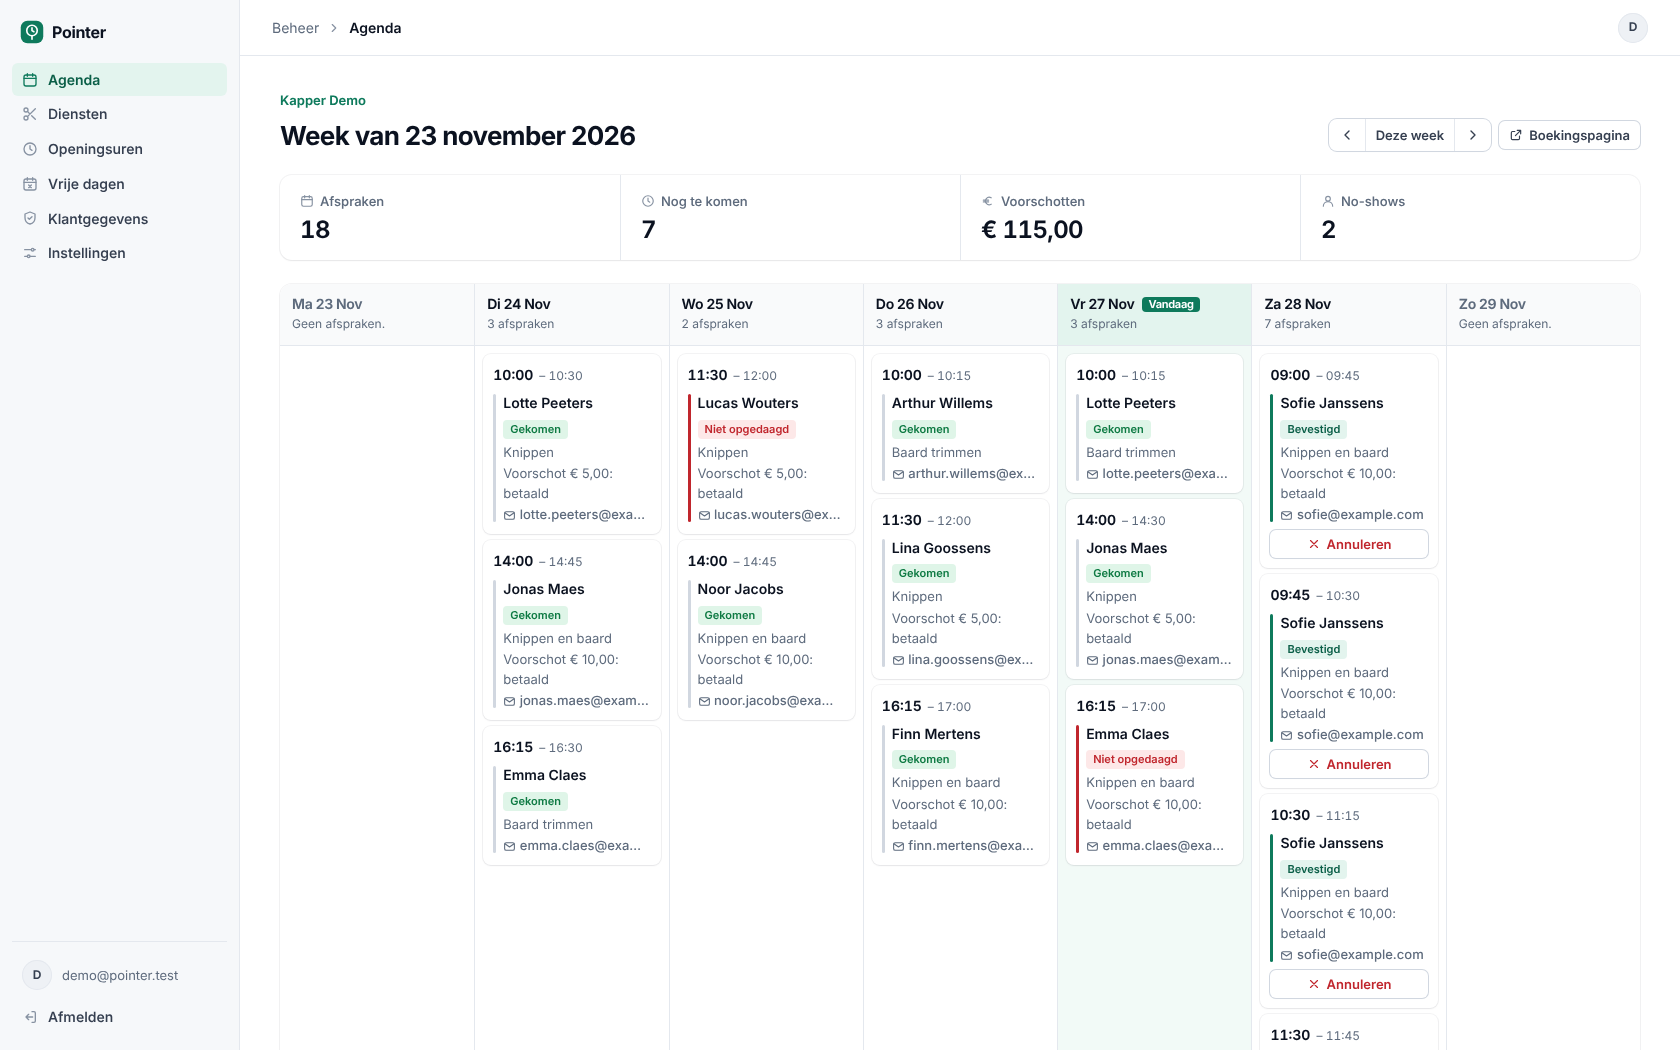 Pointer
Agenda
Diensten
Openingsuren
Vrije dagen
Klantgegevens
Instellingen
D
demo@pointer.test
Afmelden
Beheer
Agenda
D
Kapper Demo
Week van 23 november 2026
Deze week
Boekingspagina
Afspraken
18
Nog te komen
7
Voorschotten
€ 115,00
No-shows
2
Ma 23 Nov
Geen afspraken.
Di 24 Nov
3 afspraken
10:00 – 10:30
Lotte Peeters
Gekomen
Knippen
Voorschot € 5,00:
betaald
lotte.peeters@exa...
14:00 – 14:45
Jonas Maes
Gekomen
Knippen en baard
Voorschot € 10,00:
betaald
jonas.maes@exam...
16:15 – 16:30
Emma Claes
Gekomen
Baard trimmen
emma.claes@exa...
Wo 25 Nov
2 afspraken
11:30 – 12:00
Lucas Wouters
Niet opgedaagd
Knippen
Voorschot € 5,00:
betaald
lucas.wouters@ex...
14:00 – 14:45
Noor Jacobs
Gekomen
Knippen en baard
Voorschot € 10,00:
betaald
noor.jacobs@exa...
Do 26 Nov
3 afspraken
10:00 – 10:15
Arthur Willems
Gekomen
Baard trimmen
arthur.willems@ex...
11:30 – 12:00
Lina Goossens
Gekomen
Knippen
Voorschot € 5,00:
betaald
lina.goossens@ex...
16:15 – 17:00
Finn Mertens
Gekomen
Knippen en baard
Voorschot € 10,00:
betaald
finn.mertens@exa...
Vr 27 Nov Vandaag
3 afspraken
10:00 – 10:15
Lotte Peeters
Gekomen
Baard trimmen
lotte.peeters@exa...
14:00 – 14:30
Jonas Maes
Gekomen
Knippen
Voorschot € 5,00:
betaald
jonas.maes@exam...
16:15 – 17:00
Emma Claes
Niet opgedaagd
Knippen en baard
Voorschot € 10,00:
betaald
emma.claes@exa...
Za 28 Nov
7 afspraken
09:00 – 09:45
Sofie Janssens
Bevestigd
Knippen en baard
Voorschot € 10,00:
betaald
sofie@example.com
Annuleren
09:45 – 10:30
Sofie Janssens
Bevestigd
Knippen en baard
Voorschot € 10,00:
betaald
sofie@example.com
Annuleren
10:30 – 11:15
Sofie Janssens
Bevestigd
Knippen en baard
Voorschot € 10,00:
betaald
sofie@example.com
Annuleren
11:30 – 11:45
Zo 29 Nov
Geen afspraken.